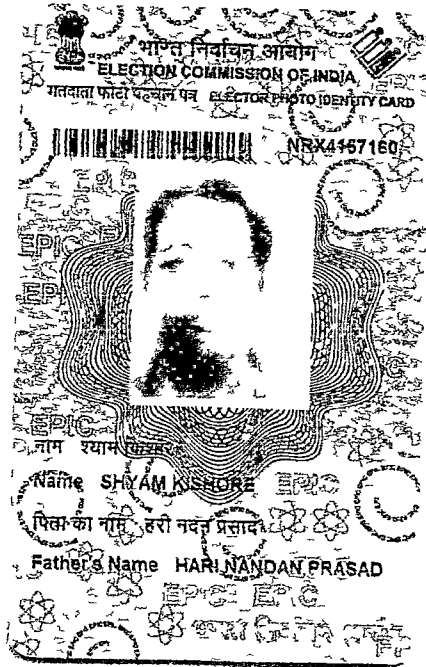 भारत निर्वाचन आयोग
ELECTION COMMISSION OF INDIA
मतदाता फोटो पहचान पत्र ELECTOR PHOTO IDENTITY CARD
NRX4157160
EPIC
नाम श्याम किशोर
Name SHYAM KISHORE EPIC
पिता का नाम हरी नदन प्रसाद
Father's Name HARI NANDAN PRASAD
EPIC EPIC